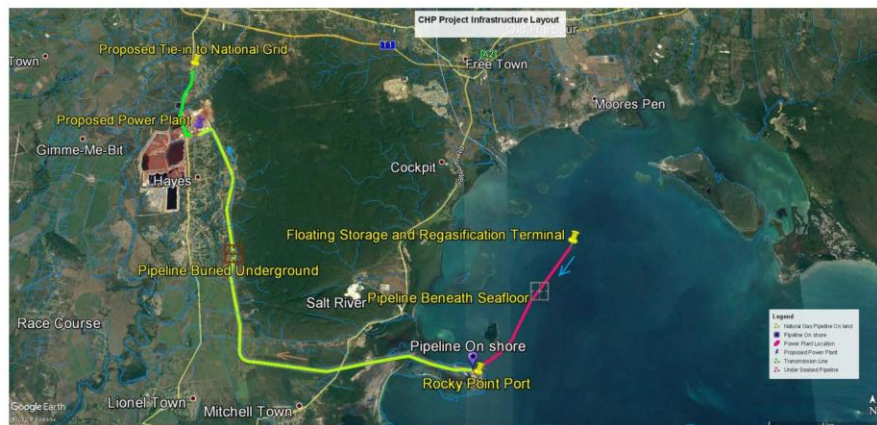 CHP Project Infrastructure Layout
Proposed Tie-in to National Grid
Town
Free Town
Moores Pen
Proposed Power Plant
Gimme-Me-Bit
Hayes
Cockpit
Floating Storage and Regasification Terminal
Pipeline Buried Underground
Salt River
Pipeline Beneath Seafloor
Race Course
Pipeline On shore
Rocky Point Port
Lionel Town
Mitchell Town
Legend
Natural Gas Pipeline On land
Pipeline On shore
Power Plant Location
Proposed Power Plant
Transmission Line
Under Seabed Pipeline
Google Earth
N